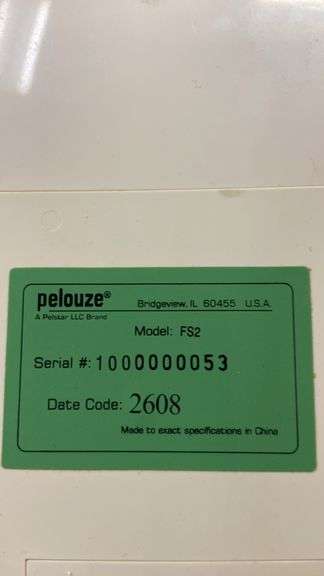 pelouze® Bridgeview, IL 60455 U.S.A.
A Pelstar LLC Brand
Model: FS2
Serial #: 1000000053
Date Code: 2608
Made to exact specifications in China